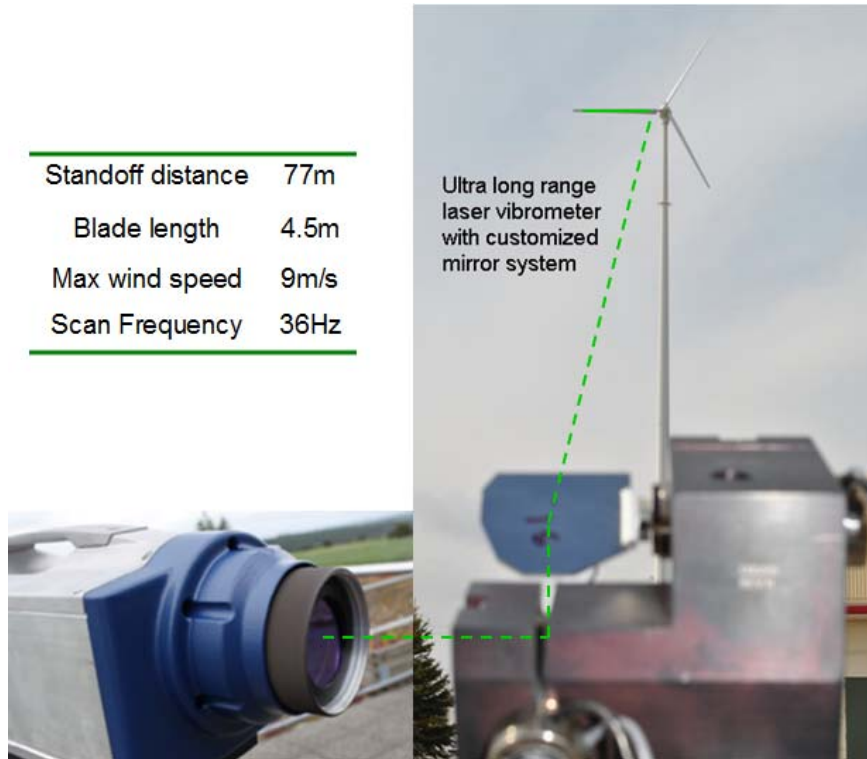 Standoff distance 77m
Blade length 4.5m
Max wind speed 9m/s
Scan Frequency 36Hz
Ultra long range
laser vibrometer
with customized
mirror system